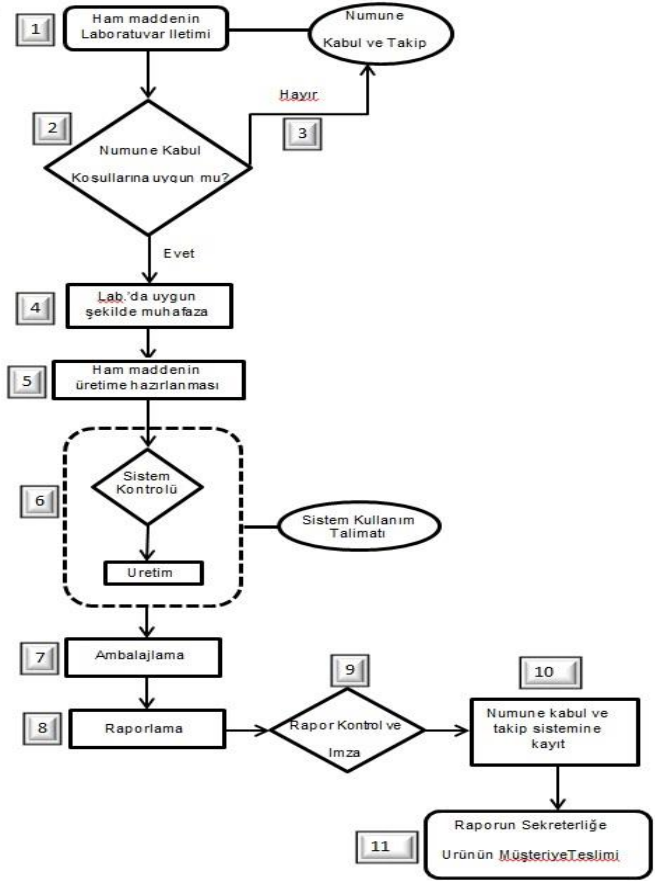 1
Ham maddenin
Laboratuvar Iletimi
Numune
Kabul ve Takip
Hayır
3
2
Numune Kabul
Koşullarına uygun mu?
Evet
4
Lab.'da uygun
şekilde muhafaza
5
Ham maddenin
üretime hazırlanması
6
Sistem
Kontrolü
Uretim
Sistem Kullanım
Talimatı
7
Ambalajlama
8
Raporlama
9
Rapor Kontrol ve
Imza
10
Numune kabul ve
takip sistemine
kayıt
11
Raporun Sekreterliğe
Urünün MüşteriyeTeslimi